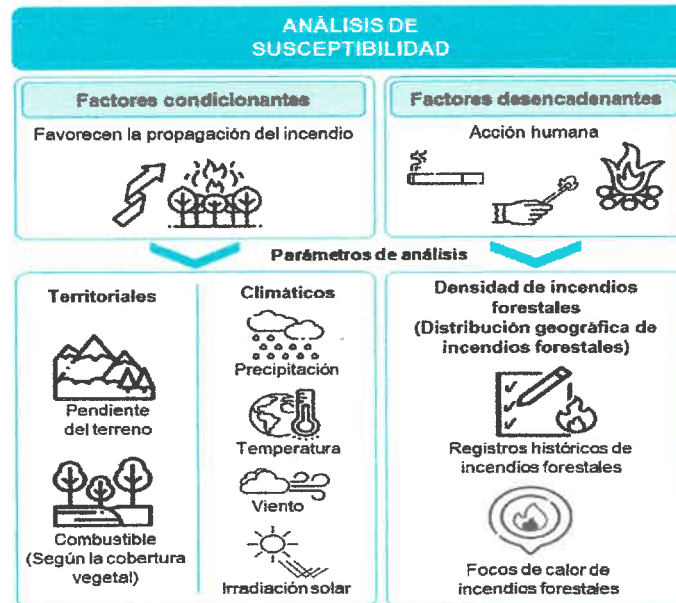 ANÁLISIS DE
SUSCEPTIBILIDAD
Factores condicionantes
Favorecen la propagación del incendio
Factores desencadenantes
Acción humana
Parámetros de análisis
Territoriales
Pendiente
del terreno
Combustible
(Según la cobertura
vegetal)
Climáticos
Precipitación
Temperatura
Viento
Irradiación solar
Densidad de incendios
forestales
(Distribución geográfica de
incendios forestales)
Registros históricos de
incendios forestales
Focos de calor de
incendios forestales